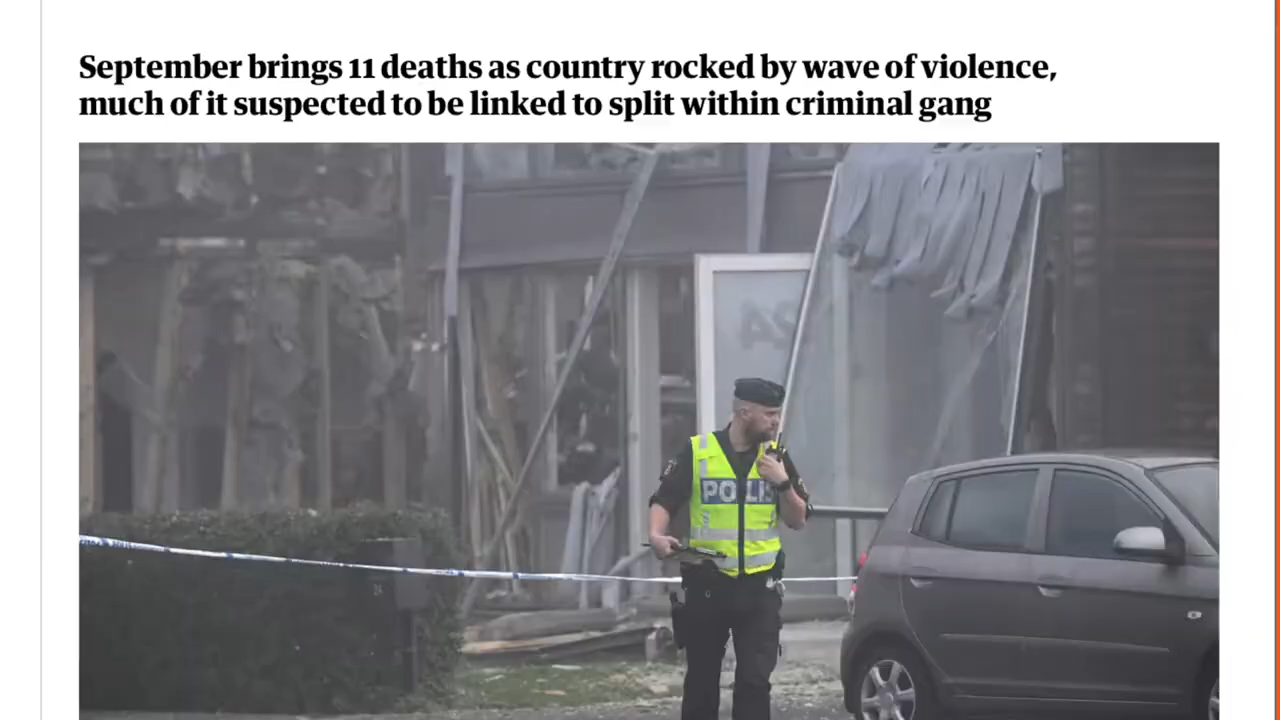 September brings 11 deaths as country rocked by wave of violence,
much of it suspected to be linked to split within criminal gang
POLIS
24